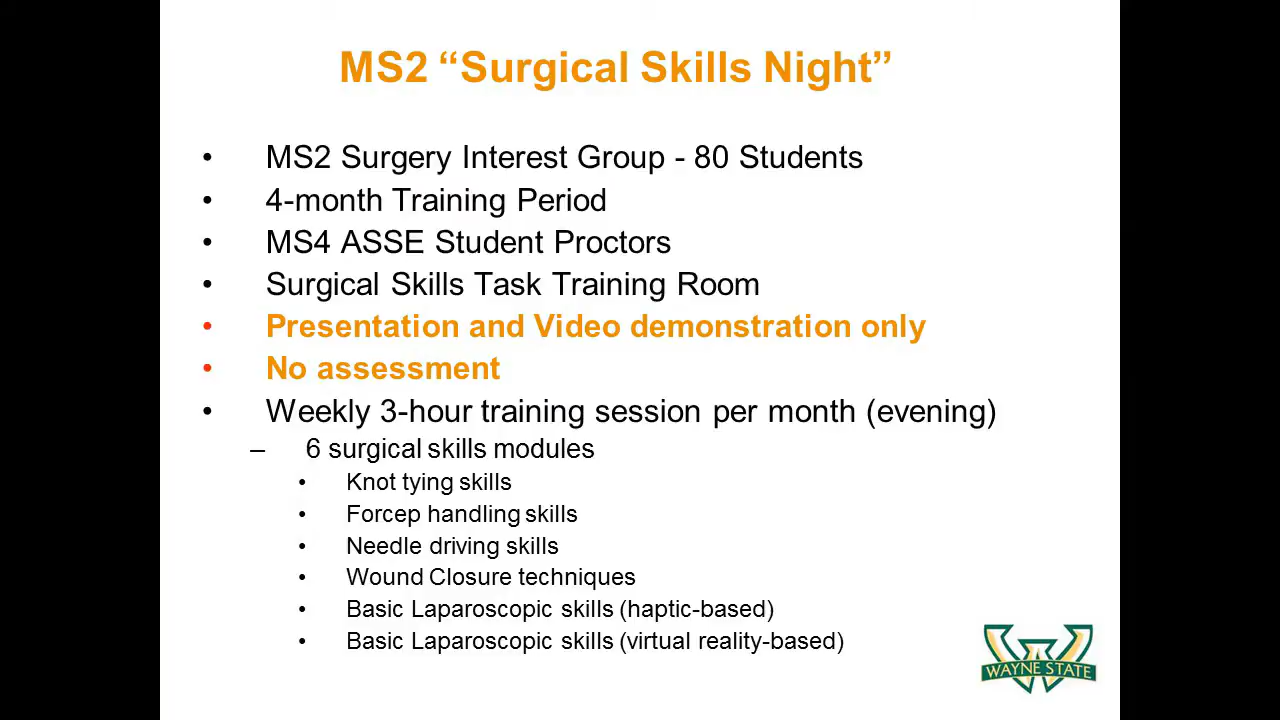 MS2 “Surgical Skills Night”
• MS2 Surgery Interest Group - 80 Students
• 4-month Training Period
• MS4 ASSE Student Proctors
• Surgical Skills Task Training Room
• Presentation and Video demonstration only
• No assessment
• Weekly 3-hour training session per month (evening)
– 6 surgical skills modules
• Knot tying skills
• Forcep handling skills
• Needle driving skills
• Wound Closure techniques
• Basic Laparoscopic skills (haptic-based)
• Basic Laparoscopic skills (virtual reality-based)
W
WAYNE STATE